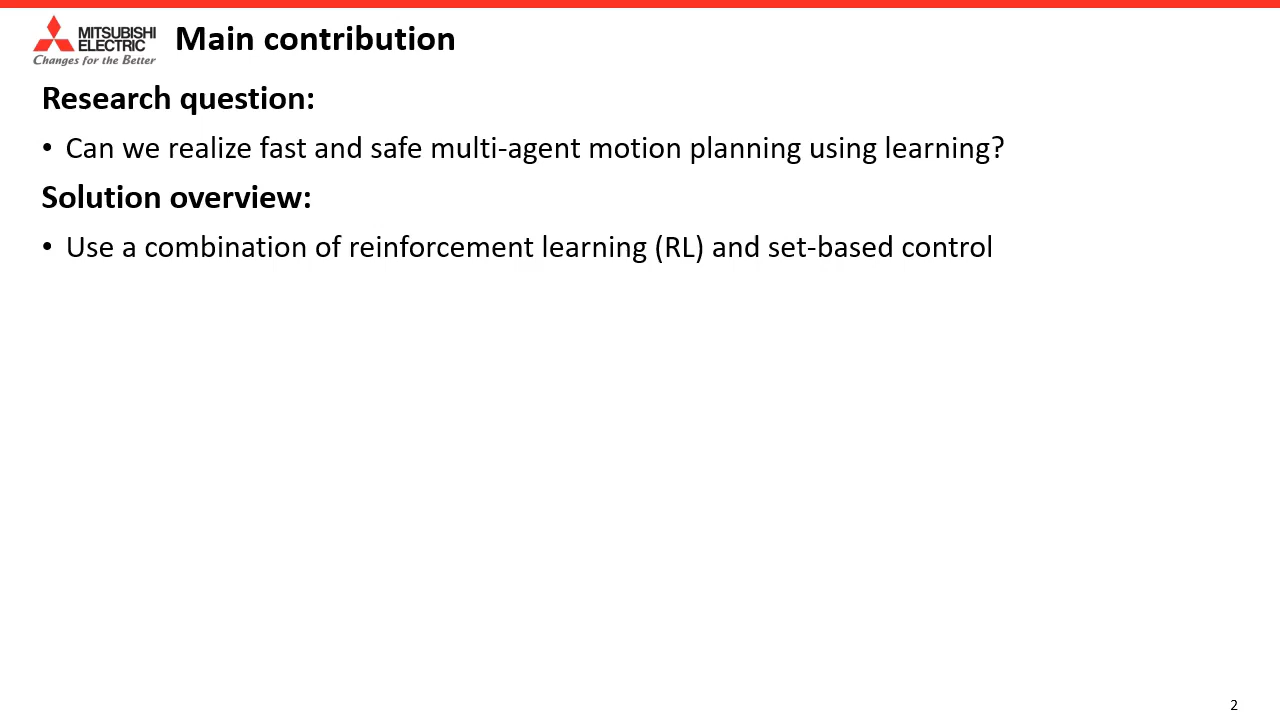 MITSUBISHI
ELECTRIC
Changes for the Better
Main contribution
Research question:
• Can we realize fast and safe multi-agent motion planning using learning?
Solution overview:
• Use a combination of reinforcement learning (RL) and set-based control
2